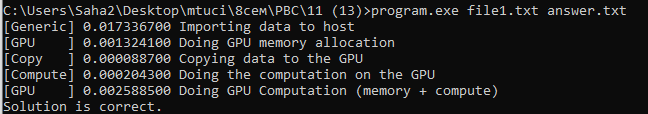 C:\Users\Saha2\Desktop\mtuci\8сем\РВС\11 (13)>program.exe file1.txt answer.txt
[Generic] 0.017336700 Importing data to host
[GPU    ] 0.001324100 Doing GPU memory allocation
[Copy   ] 0.000088700 Copying data to the GPU
[Compute] 0.000204300 Doing the computation on the GPU
[GPU    ] 0.002588500 Doing GPU Computation (memory + compute)
Solution is correct.